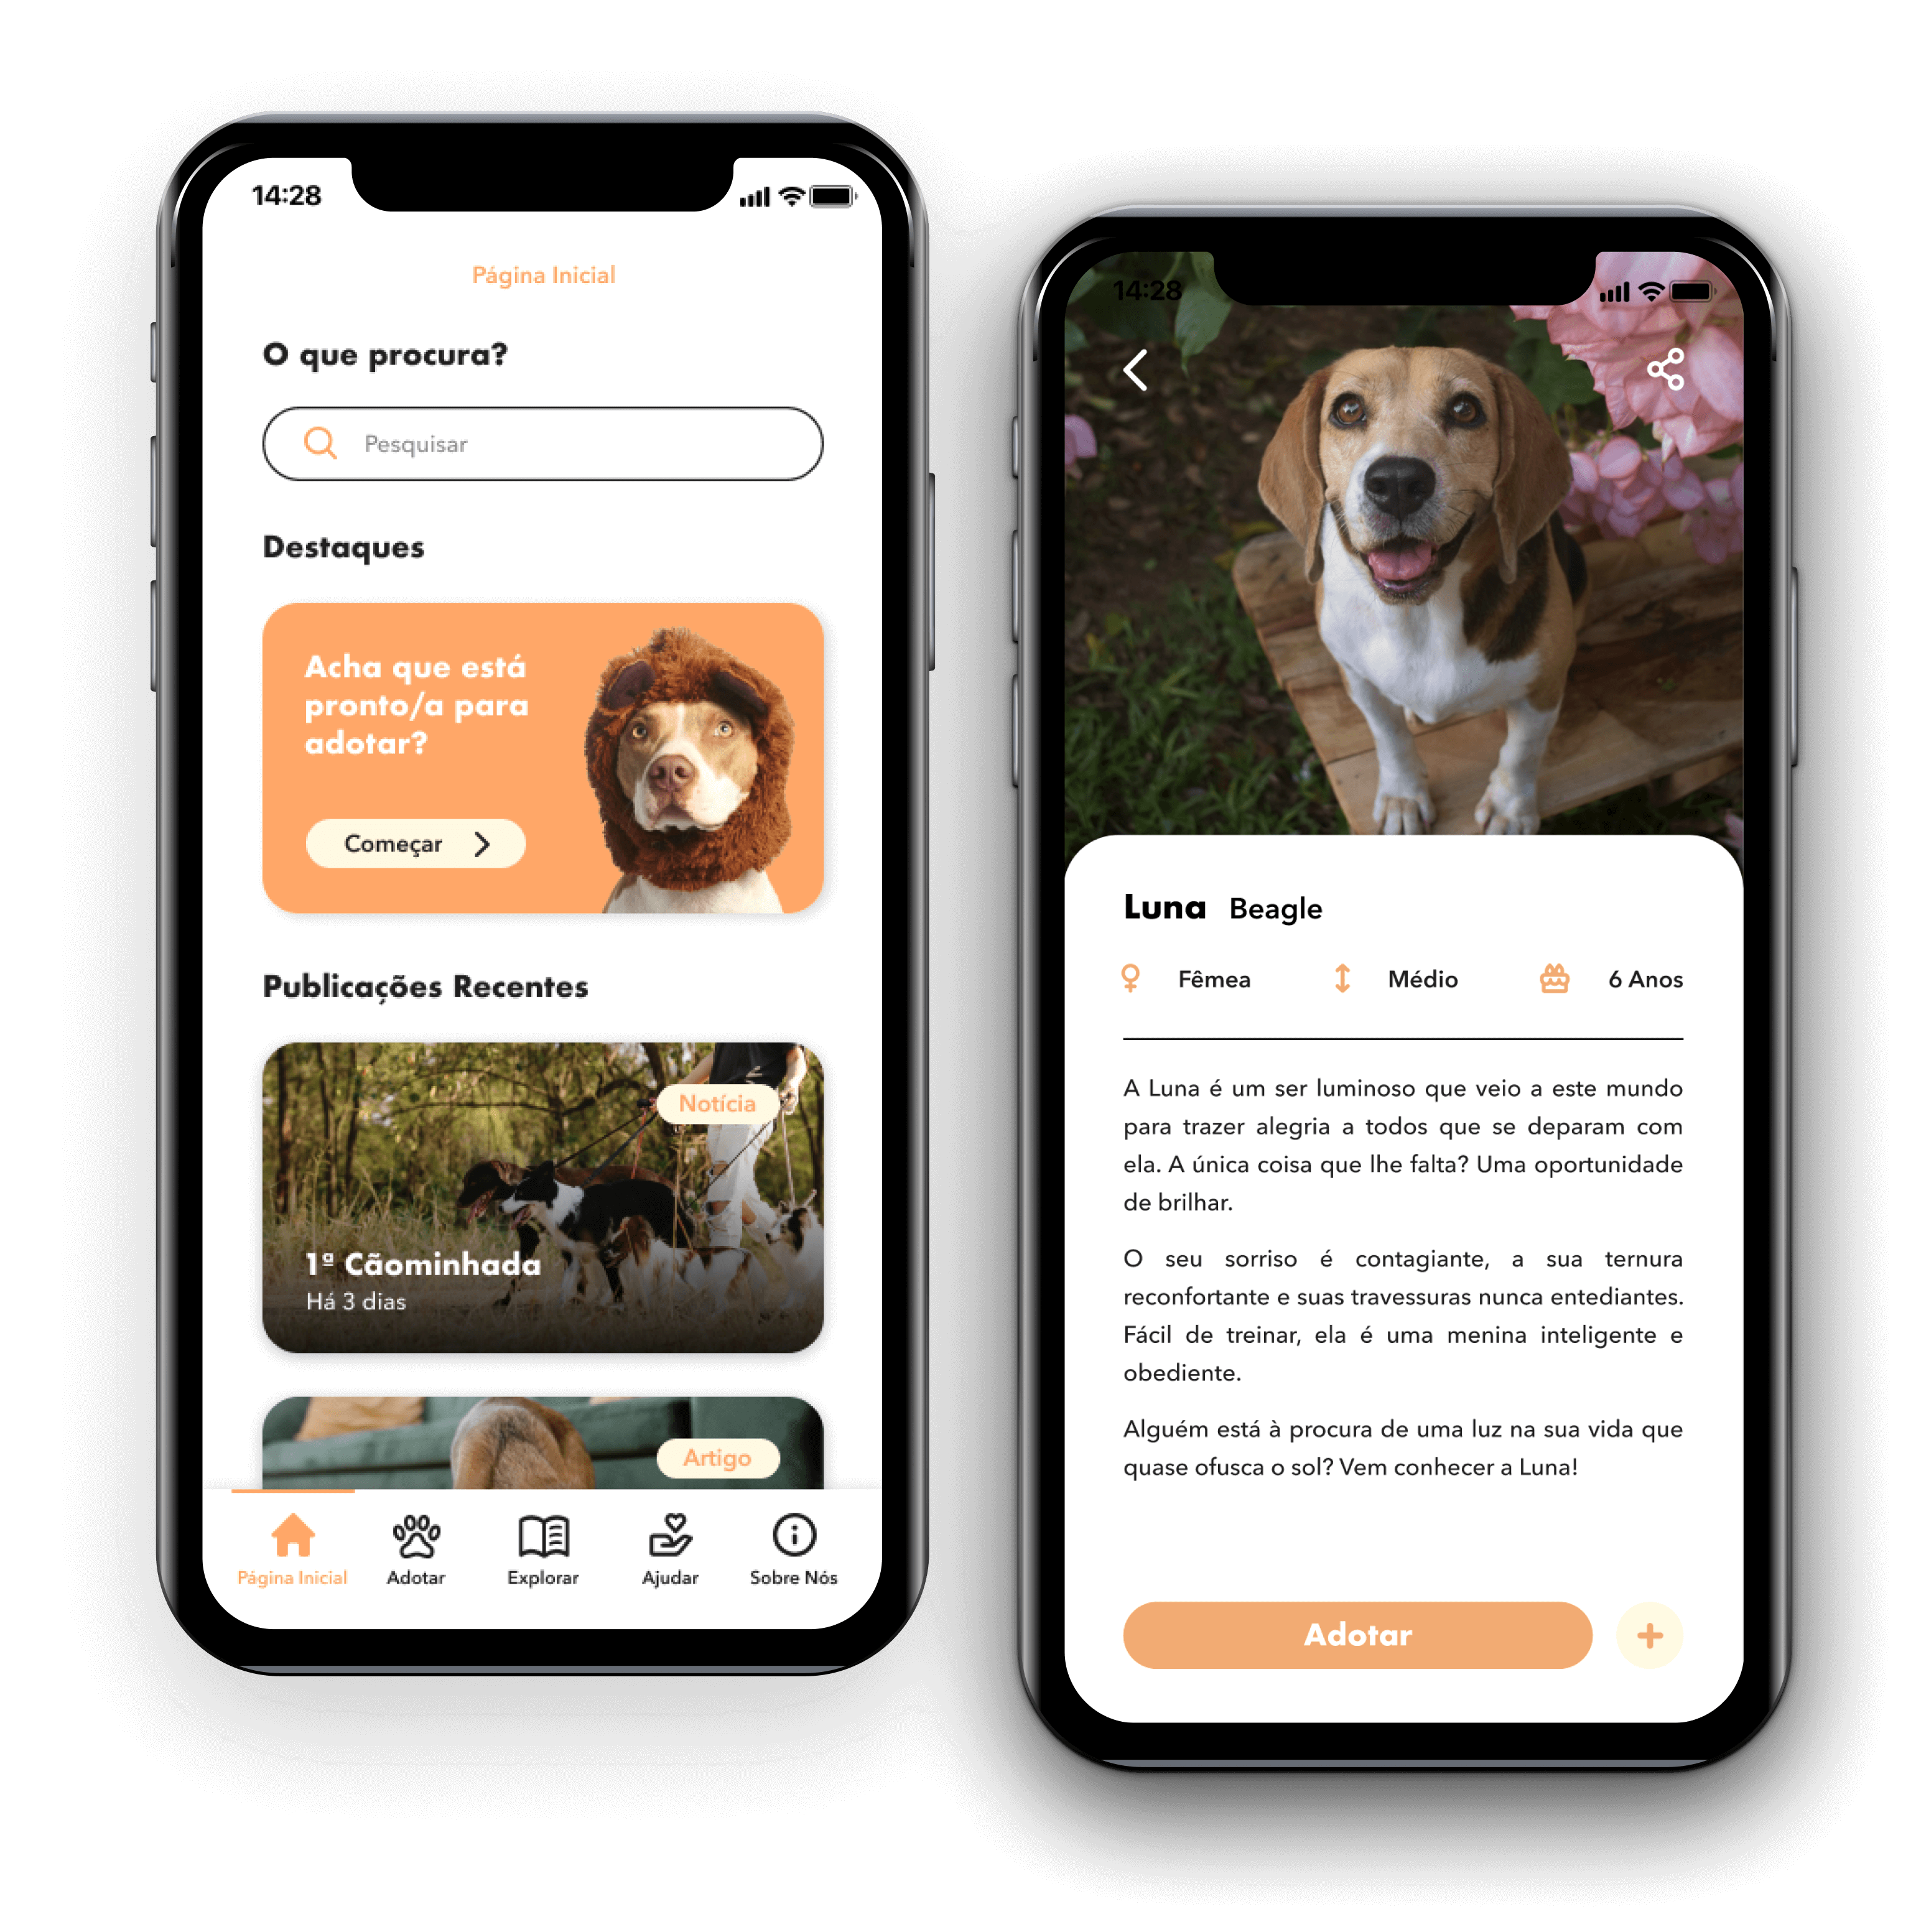 14:28
Página Inicial
O que procura?
Pesquisar
Destaques
Acha que está
pronto/a para
adotar?
Começar
Publicações Recentes
Notícia
1ª Cãominhada
Há 3 dias
Artigo
Página Inicial
Adotar
Explorar
Ajudar
Sobre Nós
14:28
Luna Beagle
Fêmea Médio 6 Anos
A Luna é um ser luminoso que veio a este mundo
para trazer alegria a todos que se deparam com
ela. A única coisa que lhe falta? Uma oportunidade
de brilhar.
O seu sorriso é contagiante, a sua ternura
reconfortante e suas travessuras nunca entediantes.
Fácil de treinar, ela é uma menina inteligente e
obediente.
Alguém está à procura de uma luz na sua vida que
quase ofusca o sol? Vem conhecer a Luna!
Adotar